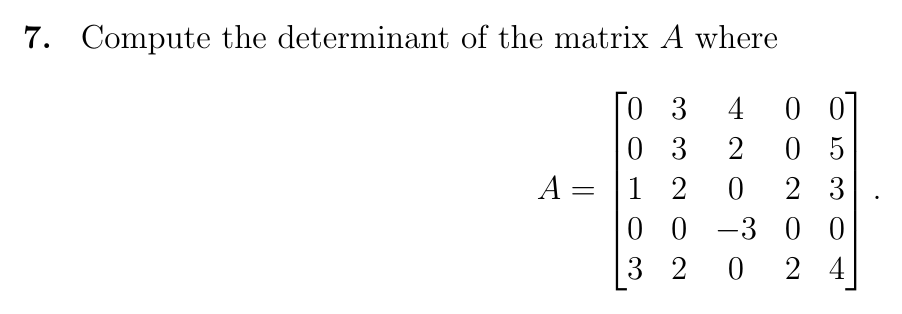 7. Compute the determinant of the matrix A where
0 3 4 0 0
0 3 2 0 5
A = 1 2 0 2 3 .
0 0 −3 0 0
3 2 0 2 4